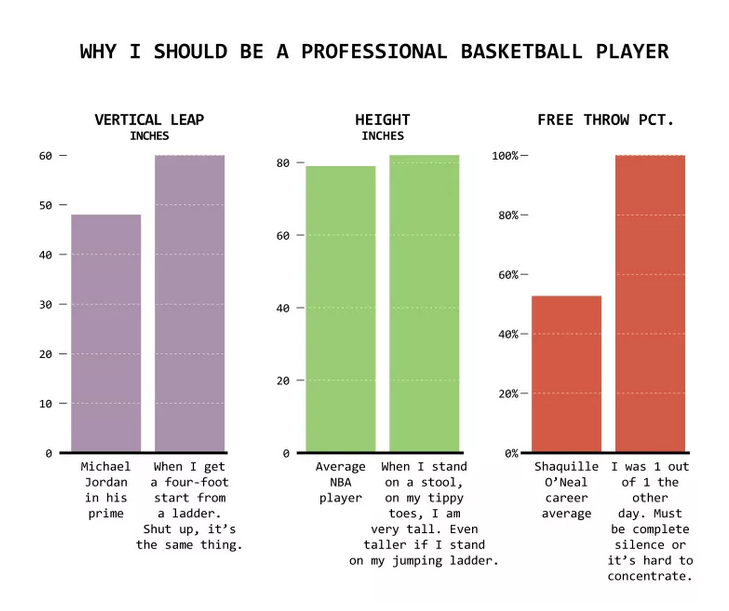 WHY I SHOULD BE A PROFESSIONAL BASKETBALL PLAYER
VERTICAL LEAP
INCHES
60
50
40
30
20
10
0
Michael
Jordan
in his
prime
When I get
a four-foot
start from
a ladder.
Shut up, it’s
the same thing.
HEIGHT
INCHES
80
60
40
20
0
Average
NBA
player
When I stand
on a stool,
on my tippy
toes, I am
very tall. Even
taller if I stand
on my jumping ladder.
FREE THROW PCT.
100%
80%
60%
40%
20%
0%
Shaquille
O’Neal
career
average
I was 1 out
of 1 the
other
day. Must
be complete
silence or
it’s hard to
concentrate.